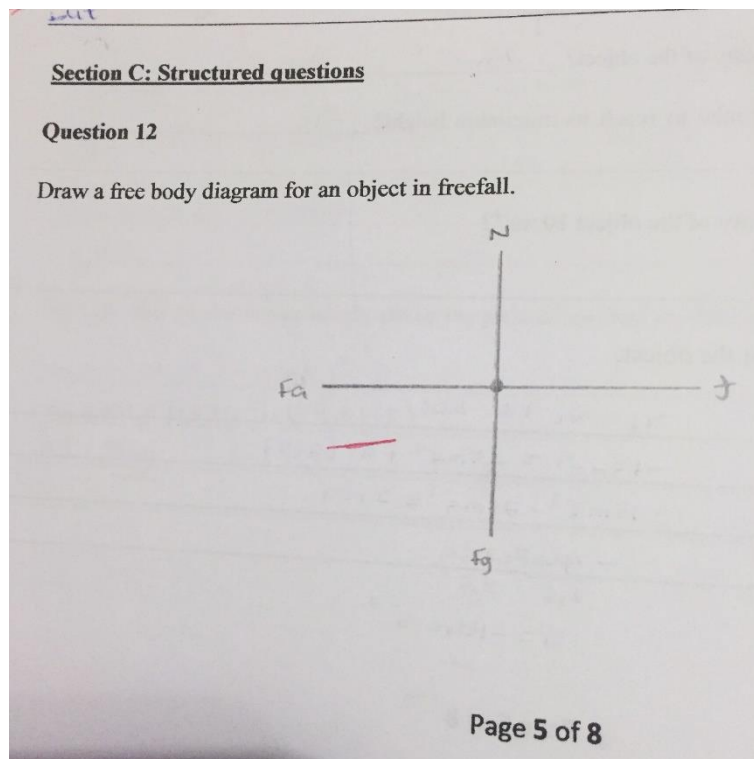 Section C: Structured questions
Question 12
Draw a free body diagram for an object in freefall.
N
Fa
f
Fg
Page 5 of 8